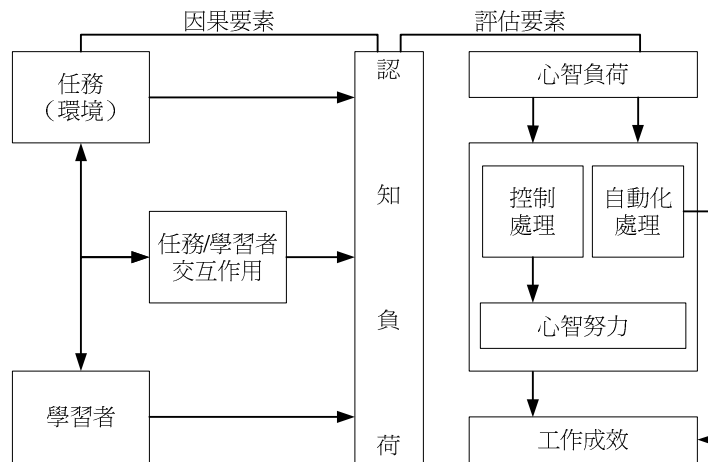 因果要素
評估要素
任務
（環境）
認
知
負
荷
心智負荷
控制
處理
自動化
處理
任務/學習者
交互作用
心智努力
學習者
工作成效